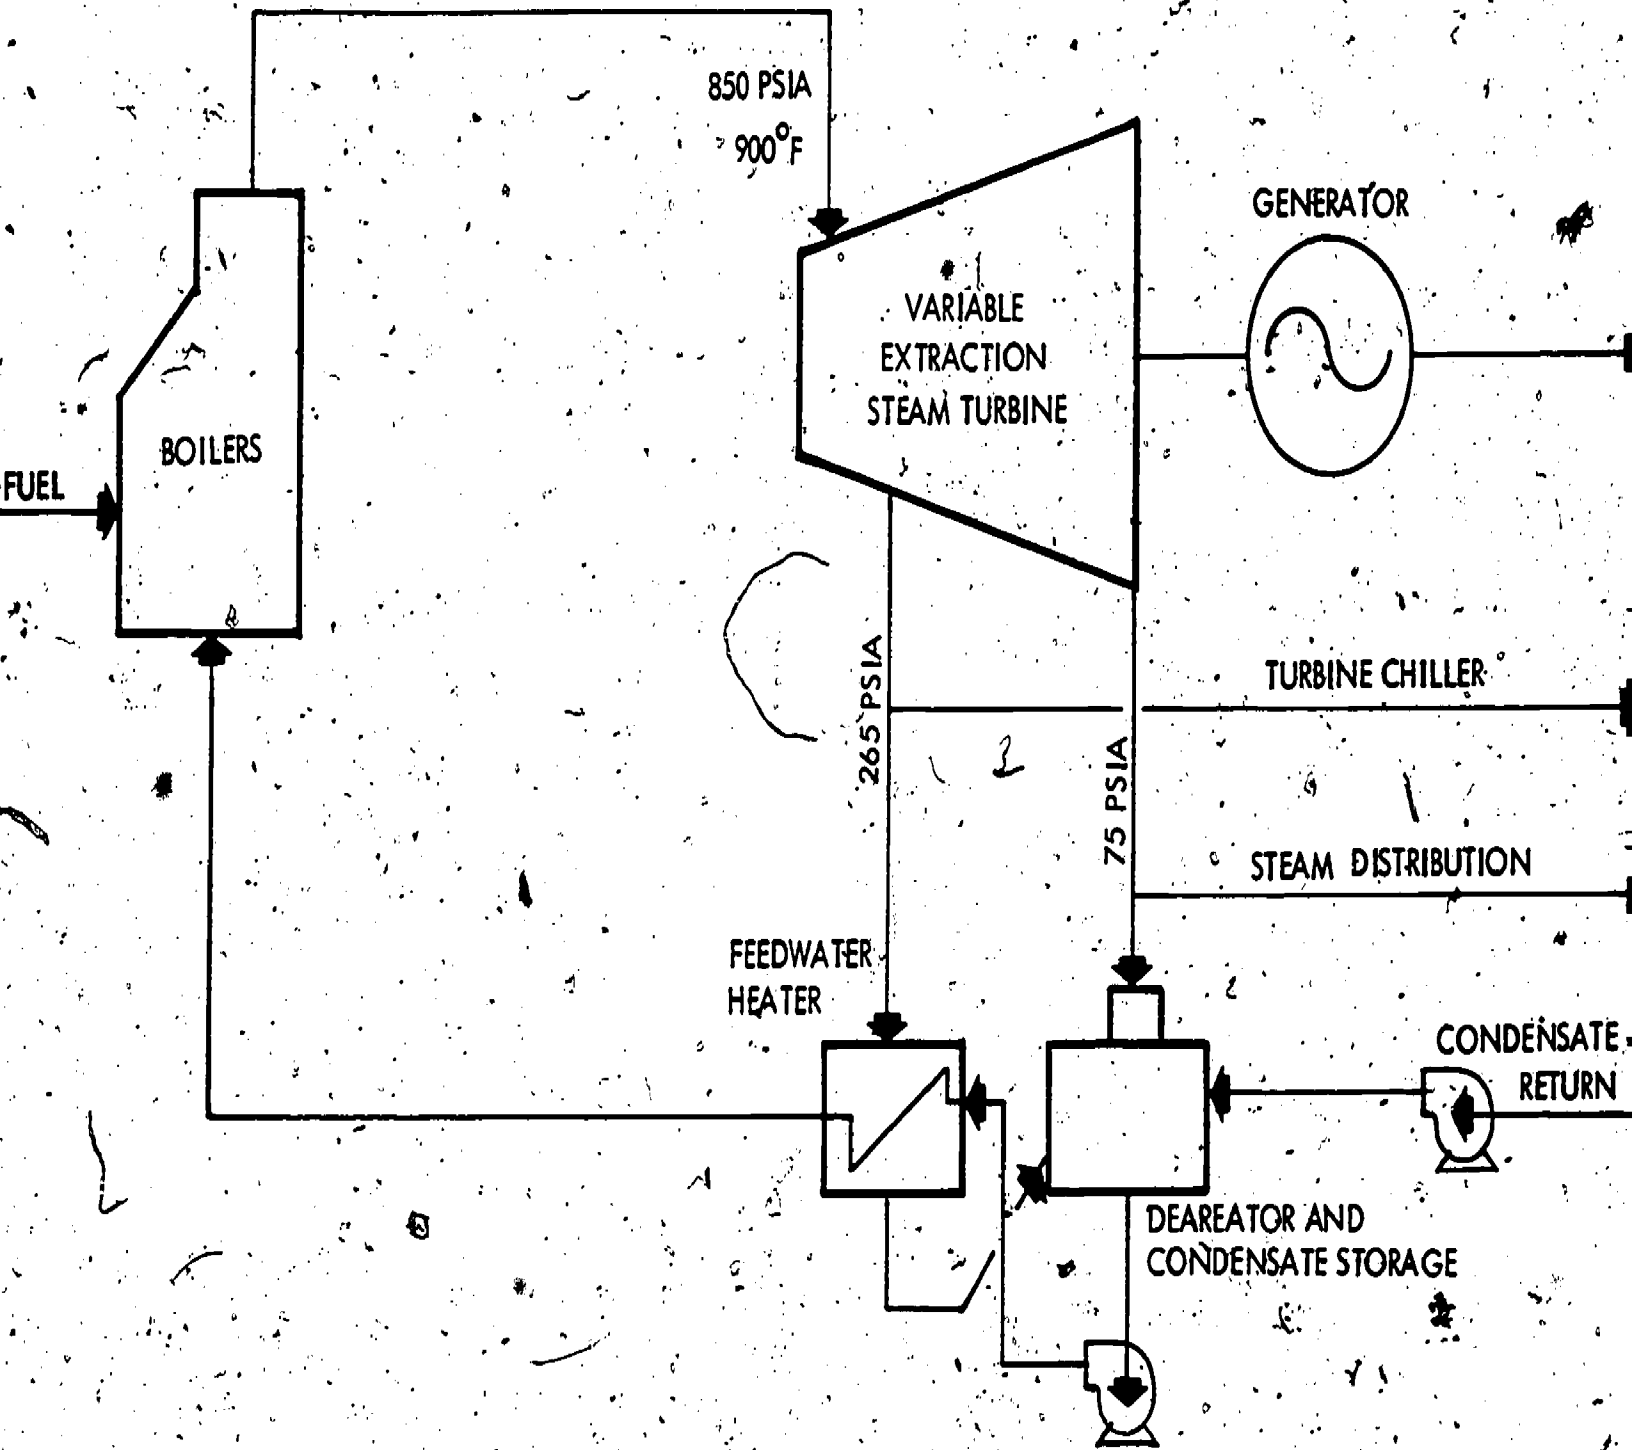 850 PSIA
900°F
GENERATOR
VARIABLE
EXTRACTION
STEAM TURBINE
BOILERS
FUEL
265 PSIA
TURBINE CHILLER
75 PSIA
STEAM DISTRIBUTION
FEEDWATER
HEATER
CONDENSATE
RETURN
DEAREATOR AND
CONDENSATE STORAGE